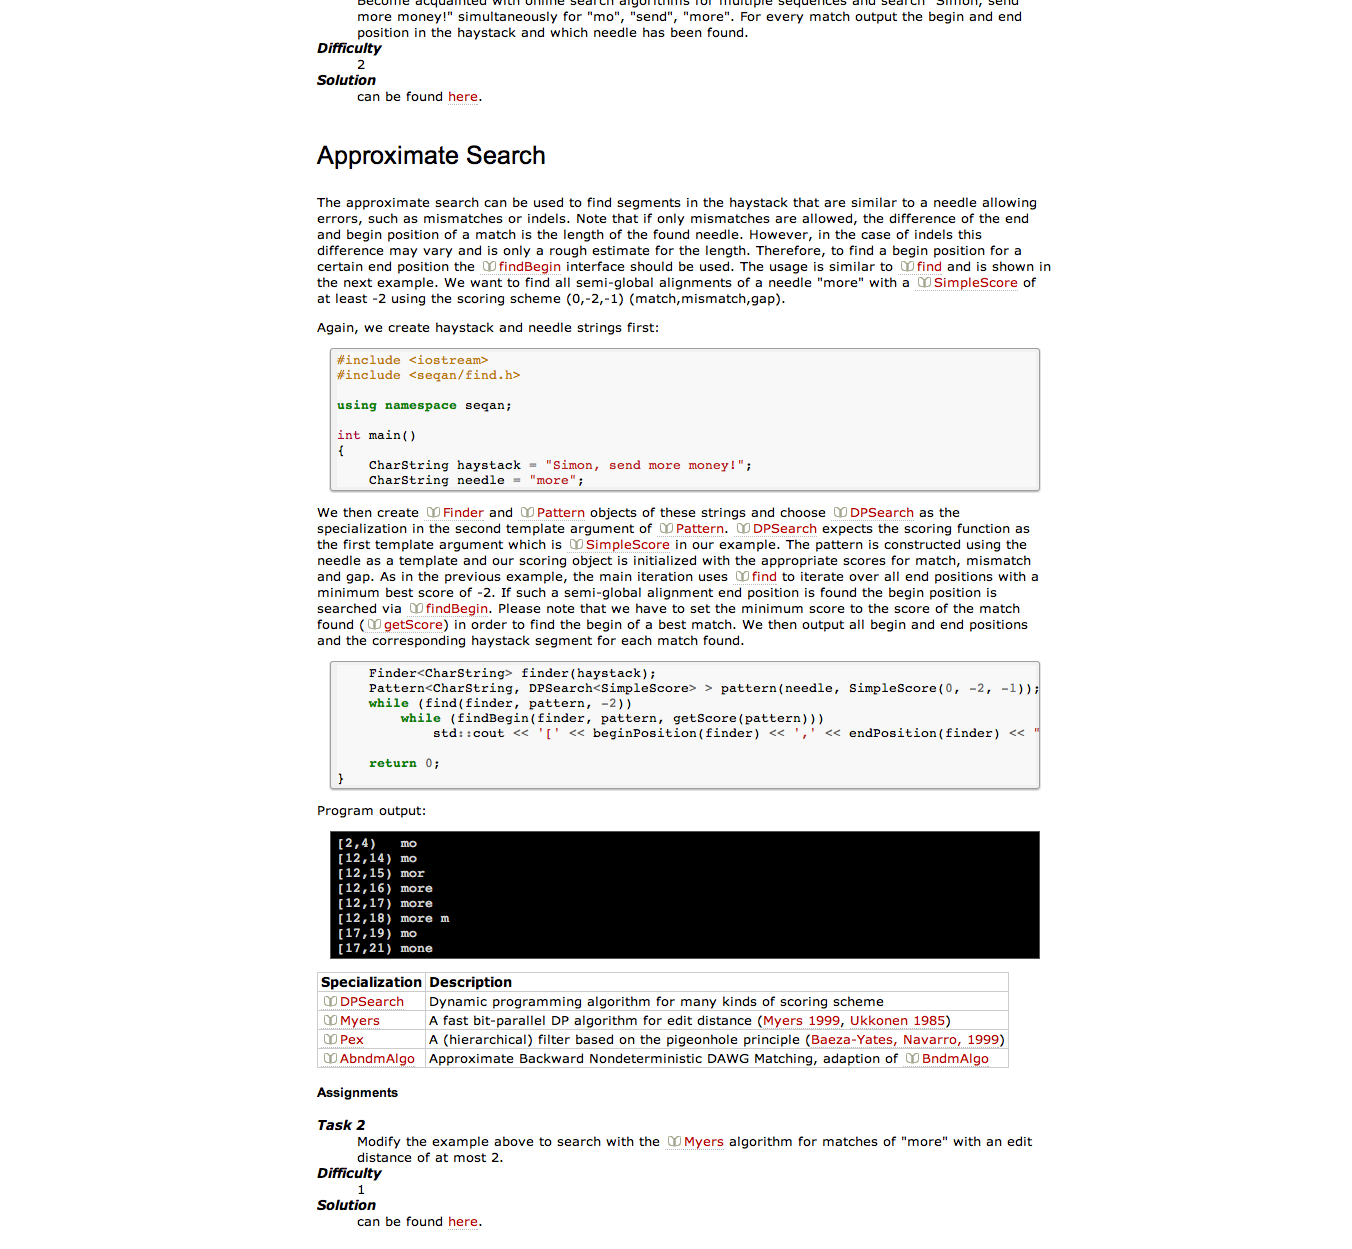 Become acquainted with online search algorithms for multiple sequences and search "Simon, send
more money!" simultaneously for "mo", "send", "more". For every match output the begin and end
position in the haystack and which needle has been found.
Difficulty
2
Solution
can be found here.
Approximate Search
The approximate search can be used to find segments in the haystack that are similar to a needle allowing
errors, such as mismatches or indels. Note that if only mismatches are allowed, the difference of the end
and begin position of a match is the length of the found needle. However, in the case of indels this
difference may vary and is only a rough estimate for the length. Therefore, to find a begin position for a
certain end position the findBegin interface should be used. The usage is similar to find and is shown in
the next example. We want to find all semi-global alignments of a needle "more" with a SimpleScore of
at least -2 using the scoring scheme (0,-2,-1) (match,mismatch,gap).
Again, we create haystack and needle strings first:
#include <iostream>
#include <seqan/find.h>
using namespace seqan;
int main()
{
CharString haystack = "Simon, send more money!";
CharString needle = "more";
We then create Finder and Pattern objects of these strings and choose DPSearch as the
specialization in the second template argument of Pattern. DPSearch expects the scoring function as
the first template argument which is SimpleScore in our example. The pattern is constructed using the
needle as a template and our scoring object is initialized with the appropriate scores for match, mismatch
and gap. As in the previous example, the main iteration uses find to iterate over all end positions with a
minimum best score of -2. If such a semi-global alignment end position is found the begin position is
searched via findBegin. Please note that we have to set the minimum score to the score of the match
found ( getScore) in order to find the begin of a best match. We then output all begin and end positions
and the corresponding haystack segment for each match found.
Finder<CharString> finder(haystack);
Pattern<CharString, DPSearch<SimpleScore> > pattern(needle, SimpleScore(0, -2, -1));
while (find(finder, pattern, -2))
while (findBegin(finder, pattern, getScore(pattern)))
std::cout << '[' << beginPosition(finder) << ',' << endPosition(finder) << "
return 0;
}
Program output:
[2,4) mo
[12,14) mo
[12,15) mor
[12,16) more
[12,17) more
[12,18) more m
[17,19) mo
[17,21) mone
Specialization Description
DPSearch Dynamic programming algorithm for many kinds of scoring scheme
Myers A fast bit-parallel DP algorithm for edit distance (Myers 1999, Ukkonen 1985)
Pex A (hierarchical) filter based on the pigeonhole principle (Baeza-Yates, Navarro, 1999)
AbndmAlgo Approximate Backward Nondeterministic DAWG Matching, adaption of BndmAlgo
Assignments
Task 2
Modify the example above to search with the Myers algorithm for matches of "more" with an edit
distance of at most 2.
Difficulty
1
Solution
can be found here.